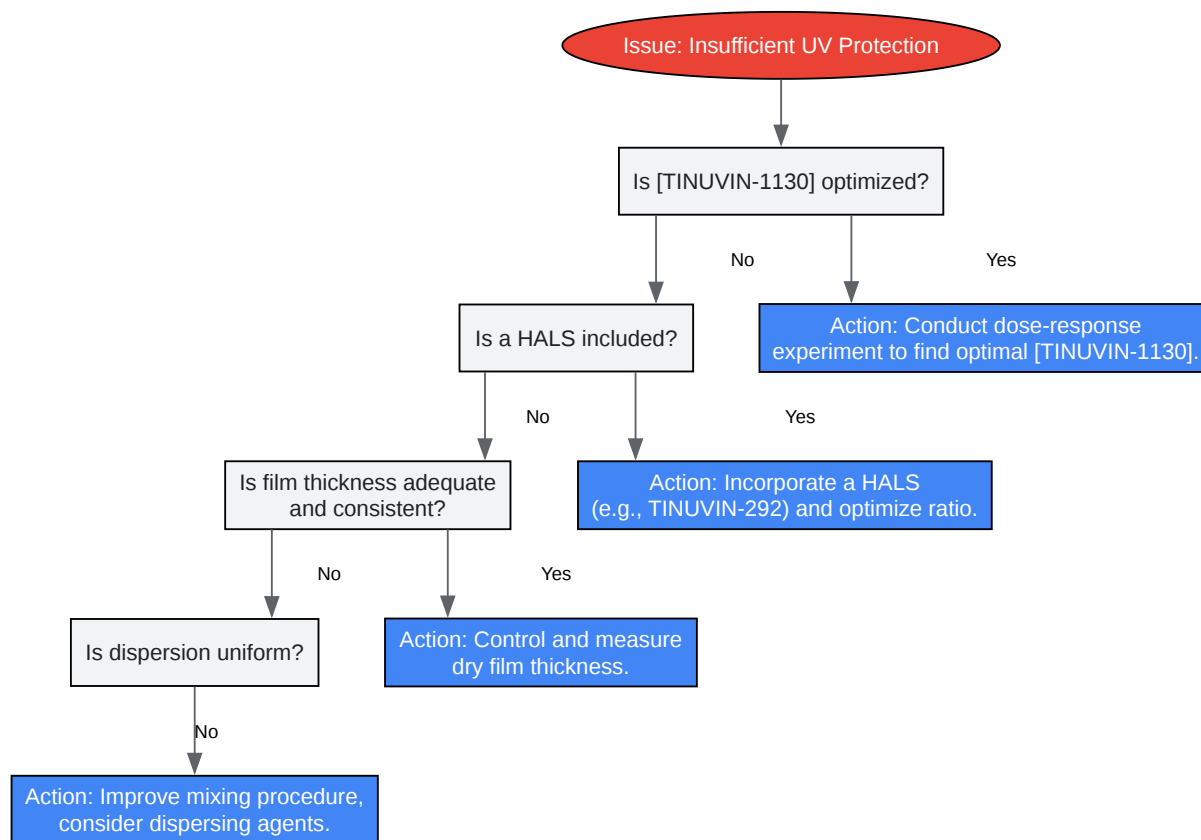 Issue: Insufficient UV Protection
Is [TINUVIN-1130] optimized?
No
Yes
Is a HALS included?
Action: Conduct dose-response
experiment to find optimal [TINUVIN-1130].
No
Yes
Is film thickness adequate
and consistent?
Action: Incorporate a HALS
(e.g., TINUVIN-292) and optimize ratio.
No
Yes
Is dispersion uniform?
Action: Control and measure
dry film thickness.
No
Action: Improve mixing procedure,
consider dispersing agents.